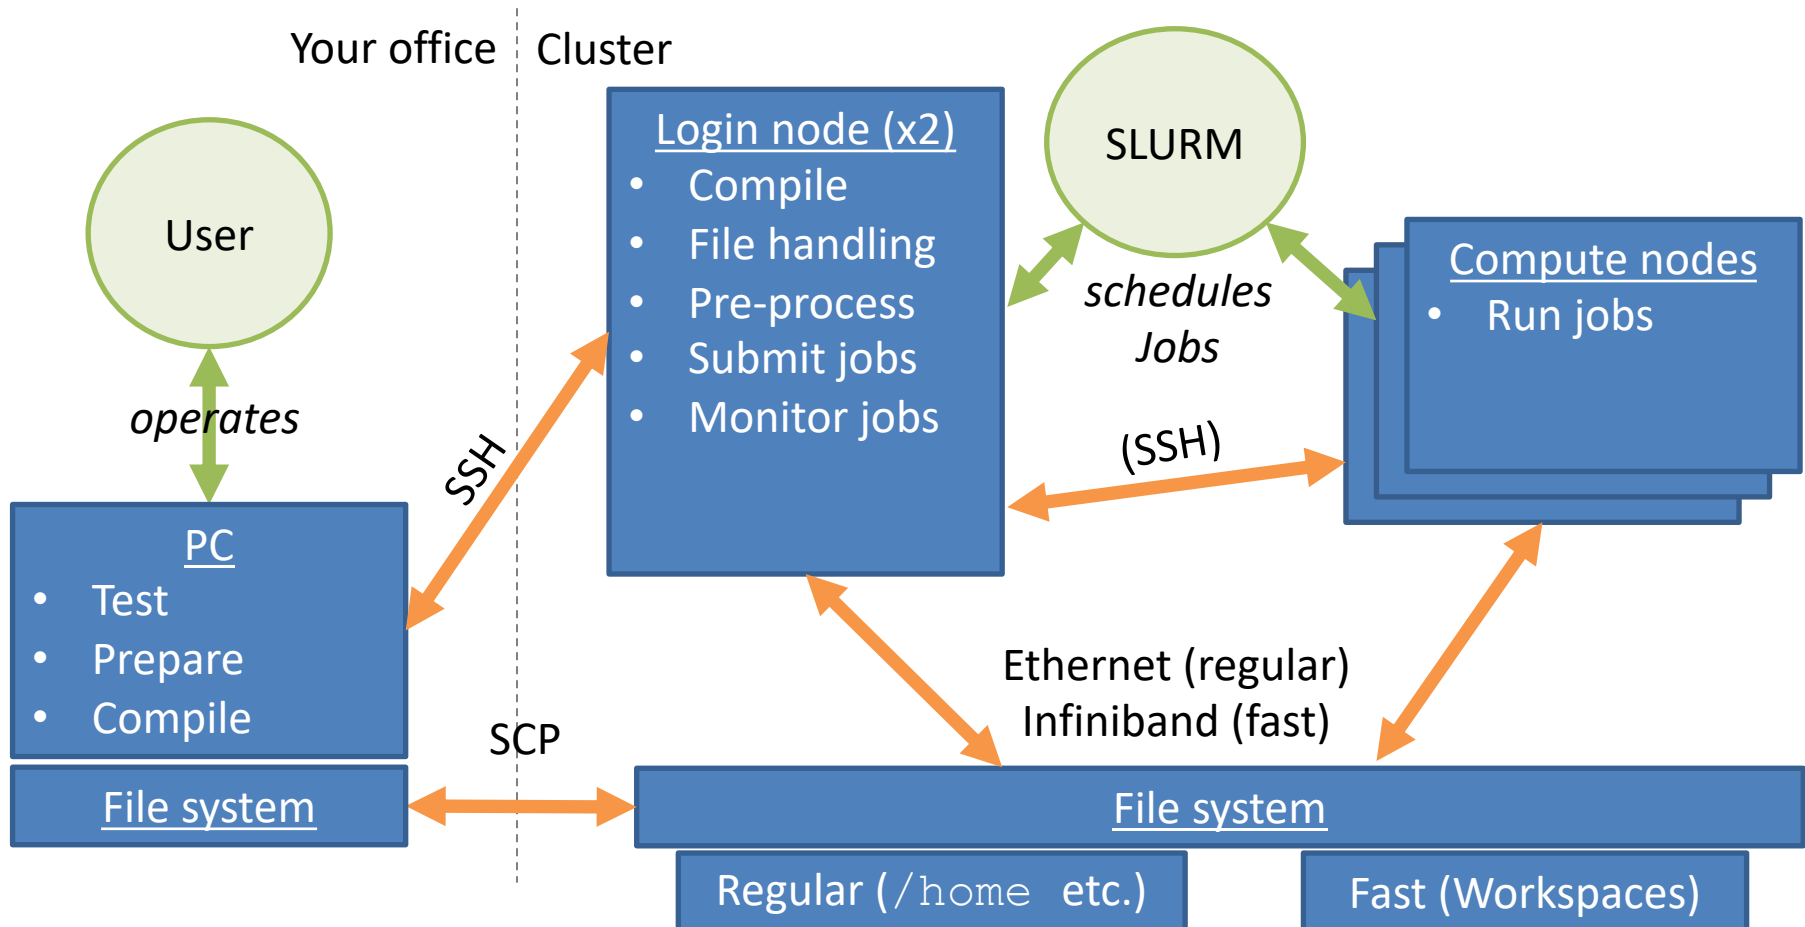 Your office
Cluster
User
operates
PC
• Test
• Prepare
• Compile
File system
SSH
SCP
Login node (x2)
• Compile
• File handling
• Pre-process
• Submit jobs
• Monitor jobs
SLURM
schedules
Jobs
(SSH)
Compute nodes
• Run jobs
Ethernet (regular)
Infiniband (fast)
File system
Regular (/home etc.)
Fast (Workspaces)